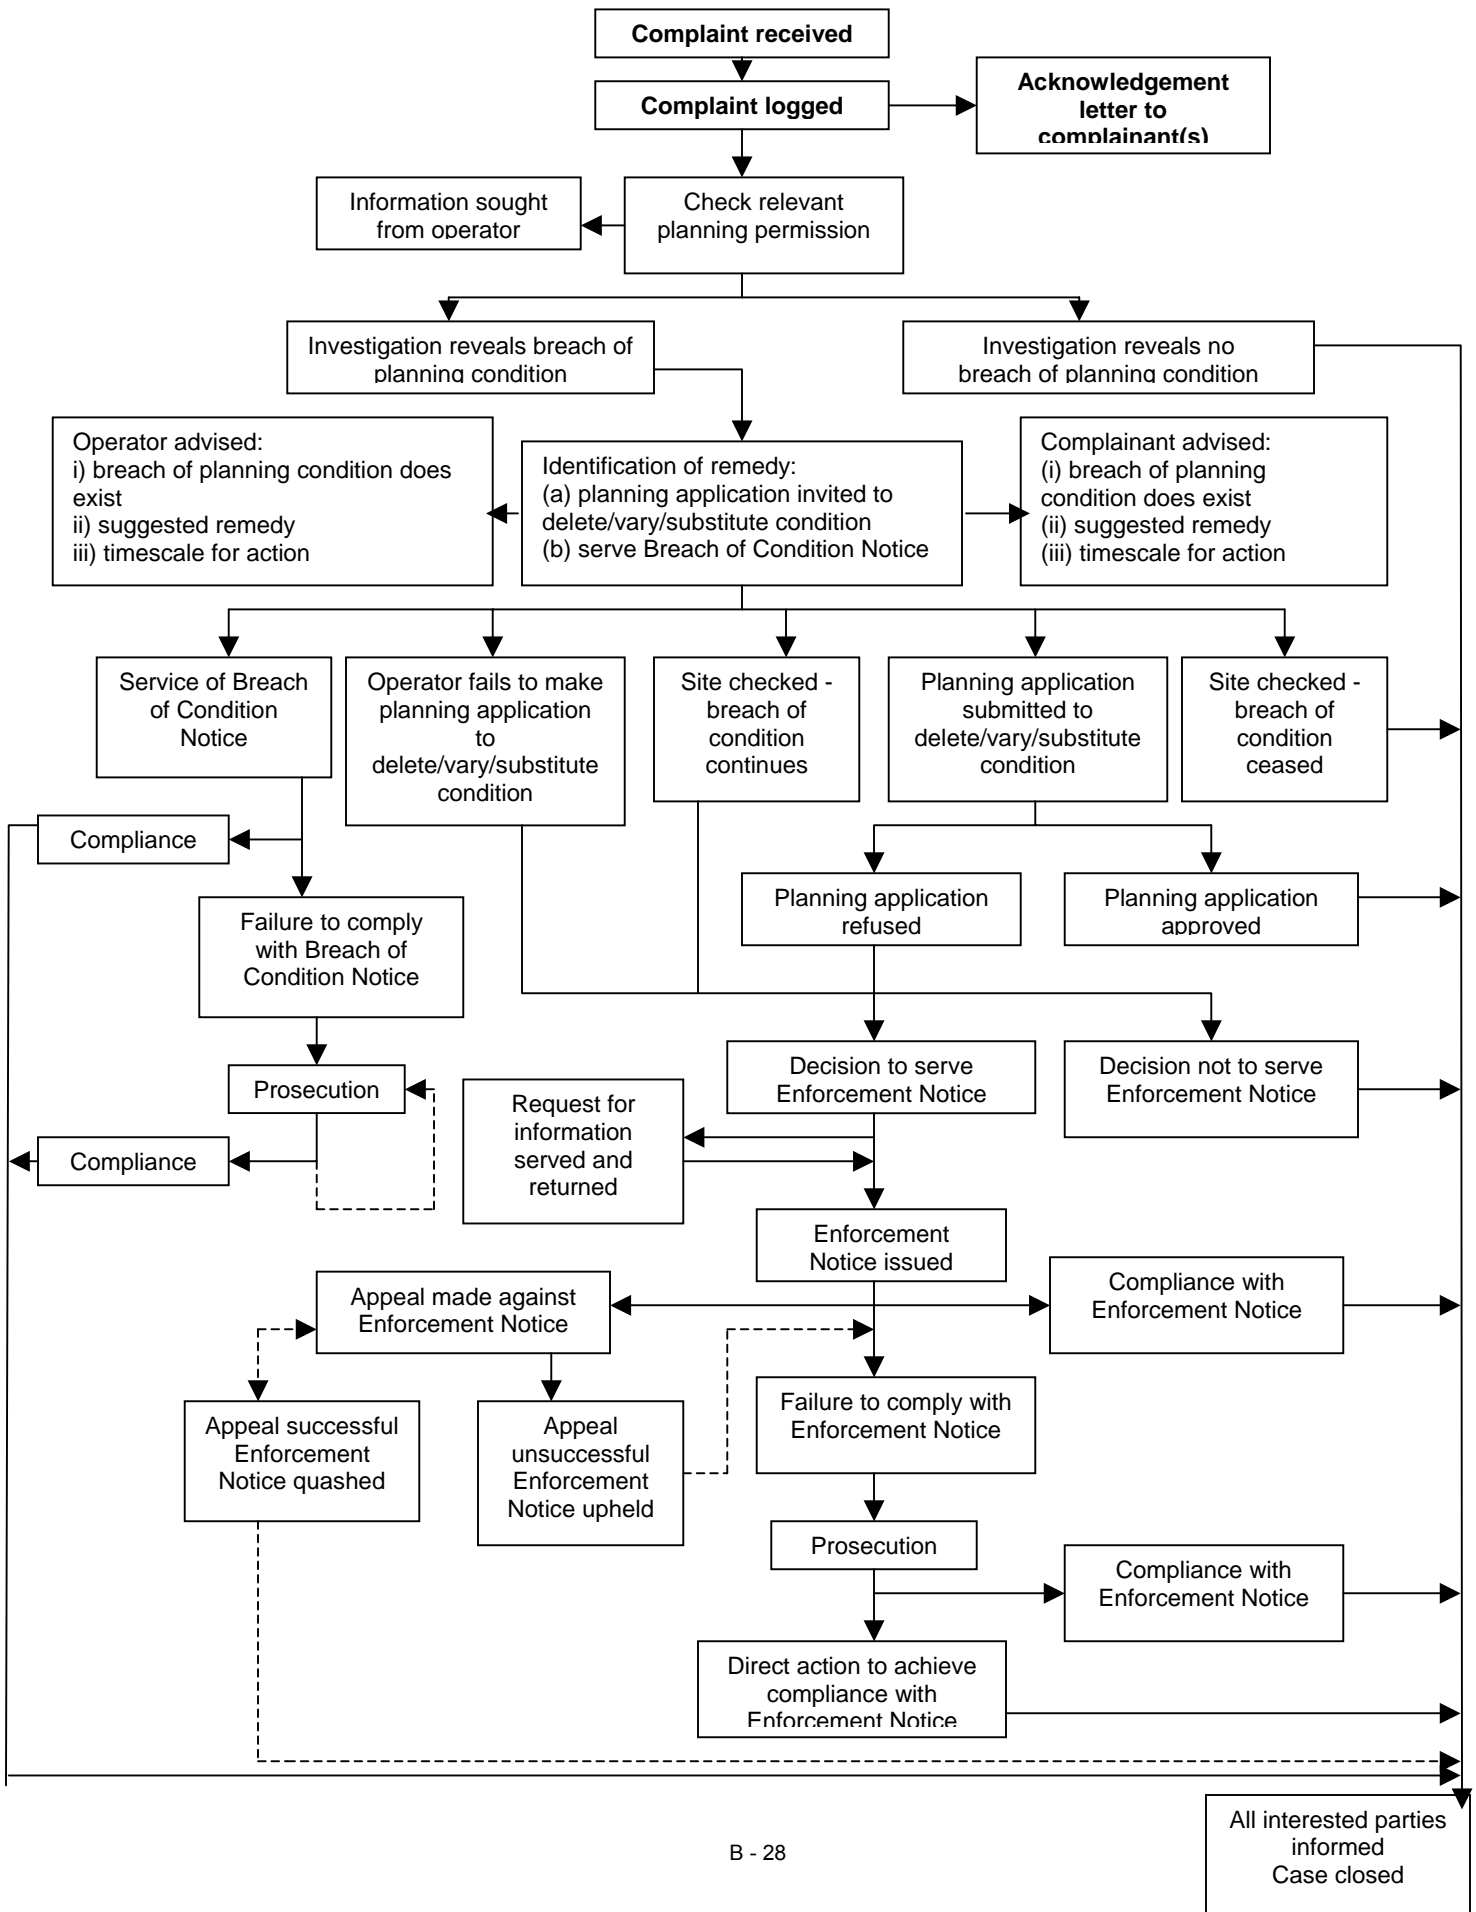 Complaint received
Complaint logged
Acknowledgement
letter to
complainant(s)
Information sought
from operator
Check relevant
planning permission
Investigation reveals breach of
planning condition
Investigation reveals no
breach of planning condition
Operator advised:
i) breach of planning condition does
exist
ii) suggested remedy
iii) timescale for action
Identification of remedy:
(a) planning application invited to
delete/vary/substitute condition
(b) serve Breach of Condition Notice
Complainant advised:
(i) breach of planning
condition does exist
(ii) suggested remedy
(iii) timescale for action
Service of Breach
of Condition
Notice
Operator fails to make
planning application
to
delete/vary/substitute
condition
Site checked -
breach of
condition
continues
Planning application
submitted to
delete/vary/substitute
condition
Site checked -
breach of
condition
ceased
Compliance
Planning application
refused
Planning application
approved
Failure to comply
with Breach of
Condition Notice
Decision to serve
Enforcement Notice
Decision not to serve
Enforcement Notice
Prosecution
Request for
information
served and
returned
Compliance
Enforcement
Notice issued
Appeal made against
Enforcement Notice
Compliance with
Enforcement Notice
Appeal successful
Enforcement
Notice quashed
Appeal
unsuccessful
Enforcement
Notice upheld
Failure to comply with
Enforcement Notice
Prosecution
Compliance with
Enforcement Notice
Direct action to achieve
compliance with
Enforcement Notice
All interested parties
informed
Case closed
B - 28